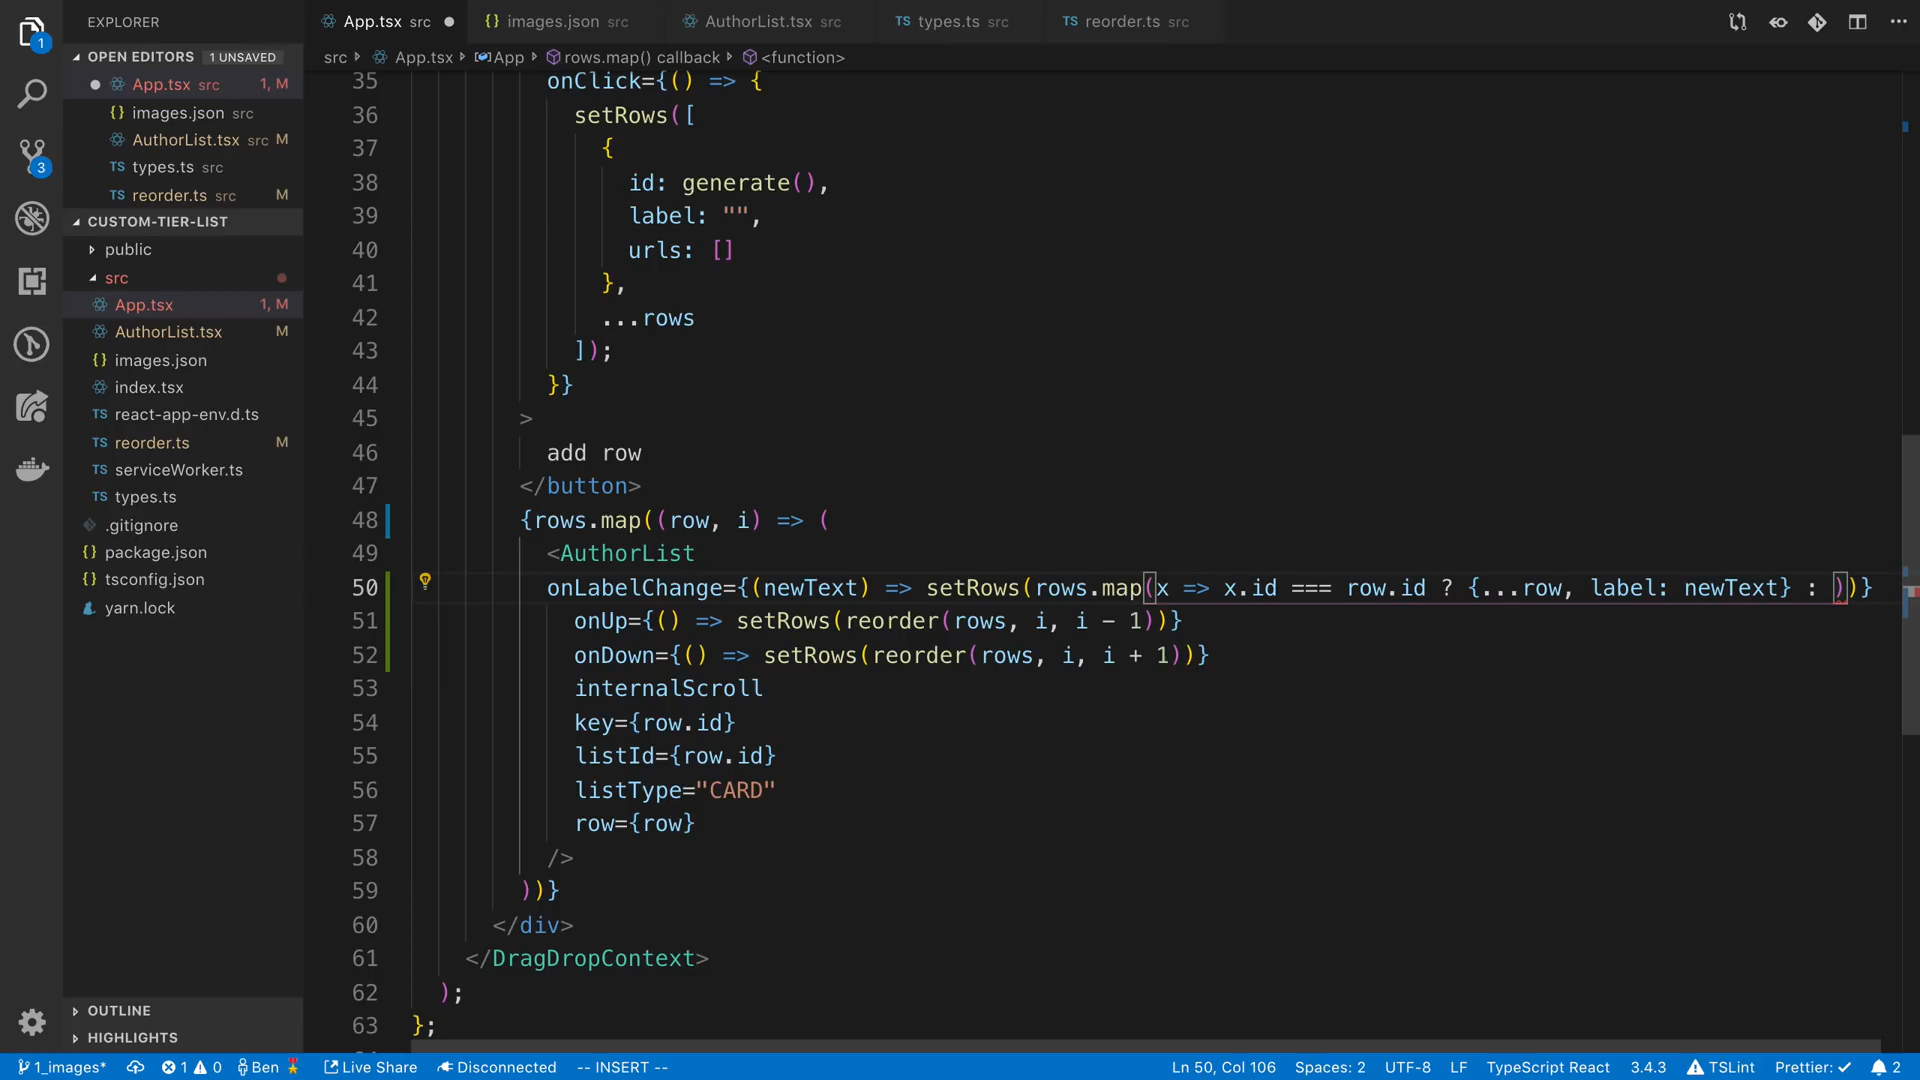 EXPLORER
1
OPEN EDITORS 1 UNSAVED
App.tsx src 1, M
images.json src
AuthorList.tsx src M
types.ts src
reorder.ts src M
CUSTOM-TIER-LIST
public
src
App.tsx 1, M
AuthorList.tsx M
images.json
index.tsx
react-app-env.d.ts
reorder.ts M
serviceWorker.ts
types.ts
.gitignore
package.json
tsconfig.json
yarn.lock
3
OUTLINE
HIGHLIGHTS
App.tsx src images.json src AuthorList.tsx src TS types.ts src TS reorder.ts src
src App.tsx App rows.map() callback <function>
35 onClick={() => {
36 setRows([
37 {
38 id: generate(),
39 label: "",
40 urls: []
41 },
42 ...rows
43 ]);
44 }}
45 >
46 add row
47 </button>
48 {rows.map((row, i) => (
49 <AuthorList
50 onLabelChange={(newText) => setRows(rows.map(x => x.id === row.id ? {...row, label: newText} : ))}
51 onUp={() => setRows(reorder(rows, i, i - 1))}
52 onDown={() => setRows(reorder(rows, i, i + 1))}
53 internalScroll
54 key={row.id}
55 listId={row.id}
56 listType="CARD"
57 row={row}
58 />
59 ))}
60 </div>
61 </DragDropContext>
62 );
63 };
1_images* 1 0 Ben Live Share Disconnected -- INSERT -- Ln 50, Col 106 Spaces: 2 UTF-8 LF TypeScript React 3.4.3 TSLint Prettier: 2